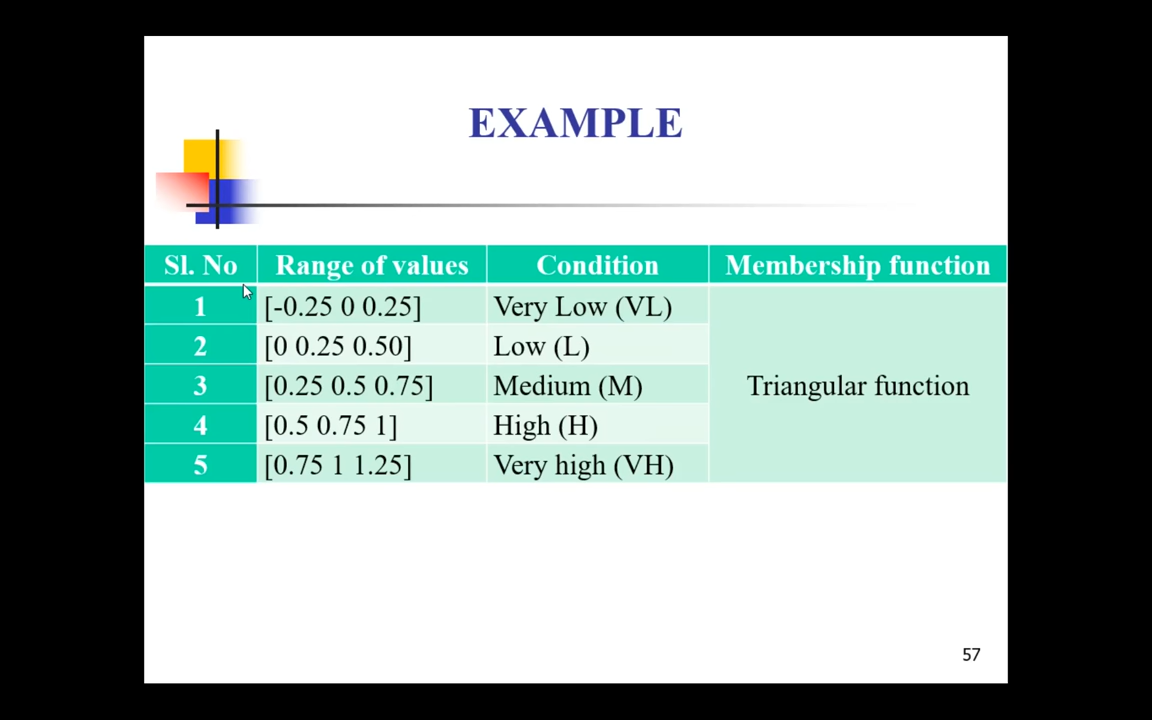 EXAMPLE
Sl. No Range of values Condition Membership function
1 [-0.25 0 0.25] Very Low (VL)
2 [0 0.25 0.50] Low (L)
3 [0.25 0.5 0.75] Medium (M) Triangular function
4 [0.5 0.75 1] High (H)
5 [0.75 1 1.25] Very high (VH)
57